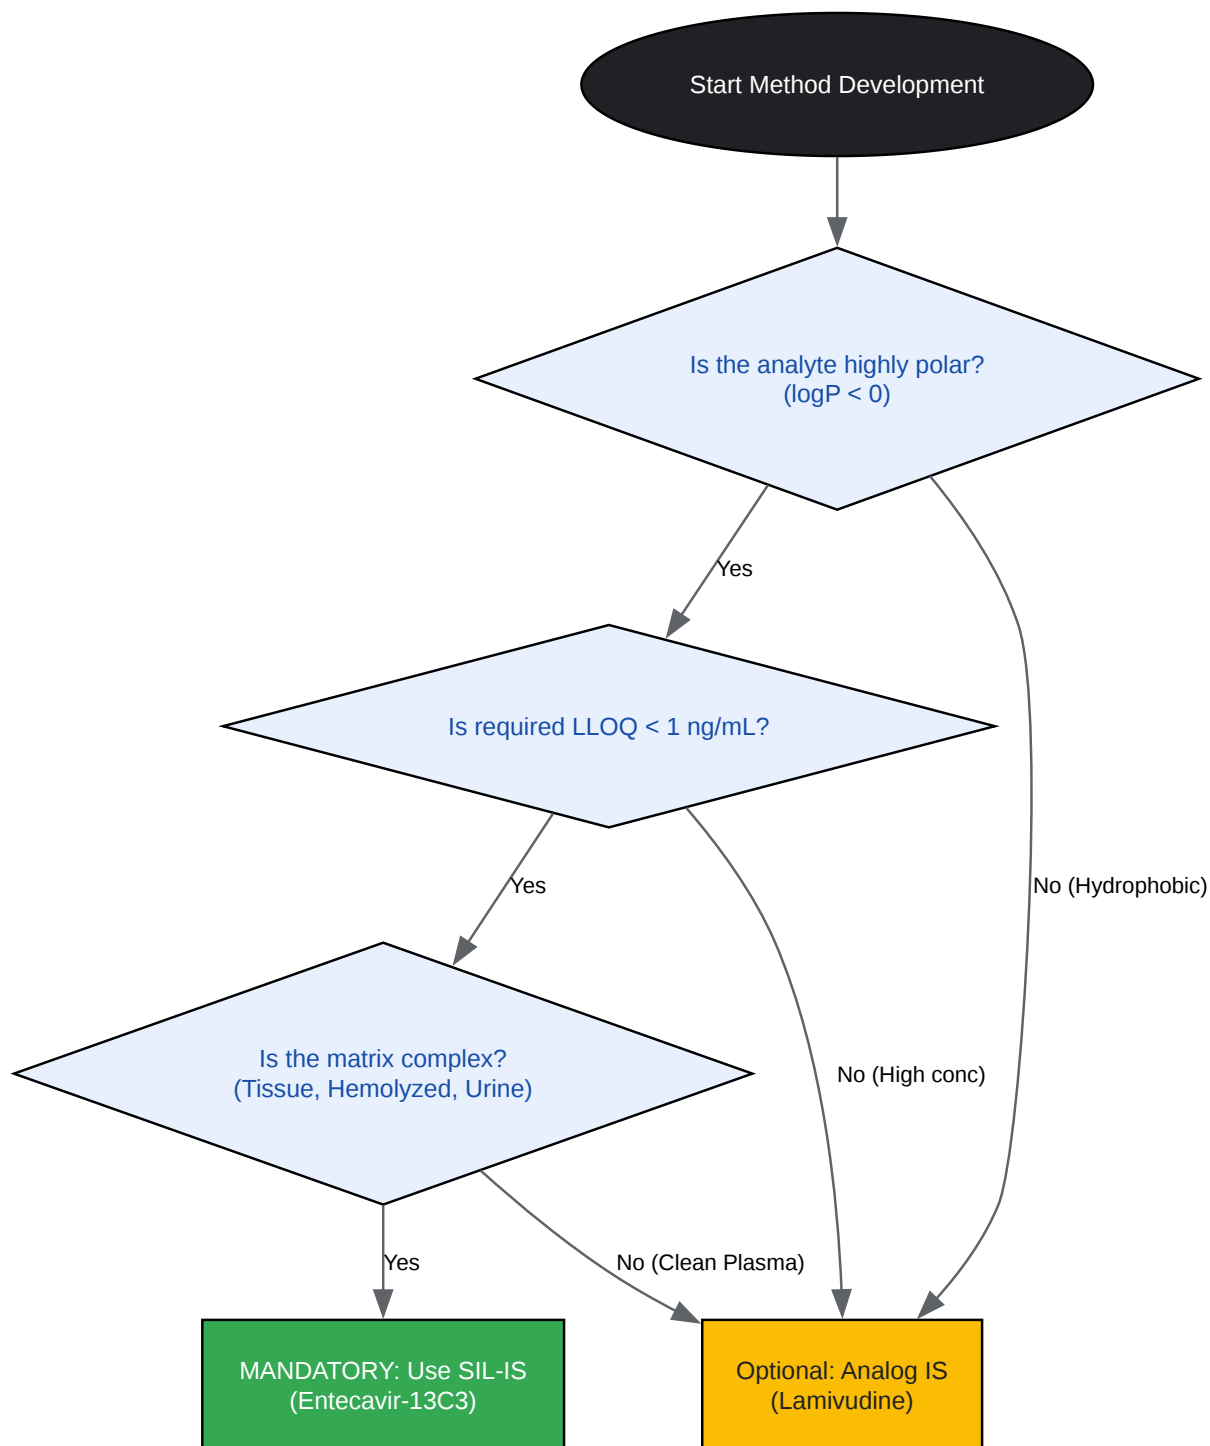 Start Method Development
Is the analyte highly polar?
(logP < 0)
Yes
Is required LLOQ < 1 ng/mL?
Yes
No (Hydrophobic)
Is the matrix complex?
(Tissue, Hemolyzed, Urine)
No (High conc)
Yes
No (Clean Plasma)
MANDATORY: Use SIL-IS
(Entecavir-13C3)
Optional: Analog IS
(Lamivudine)